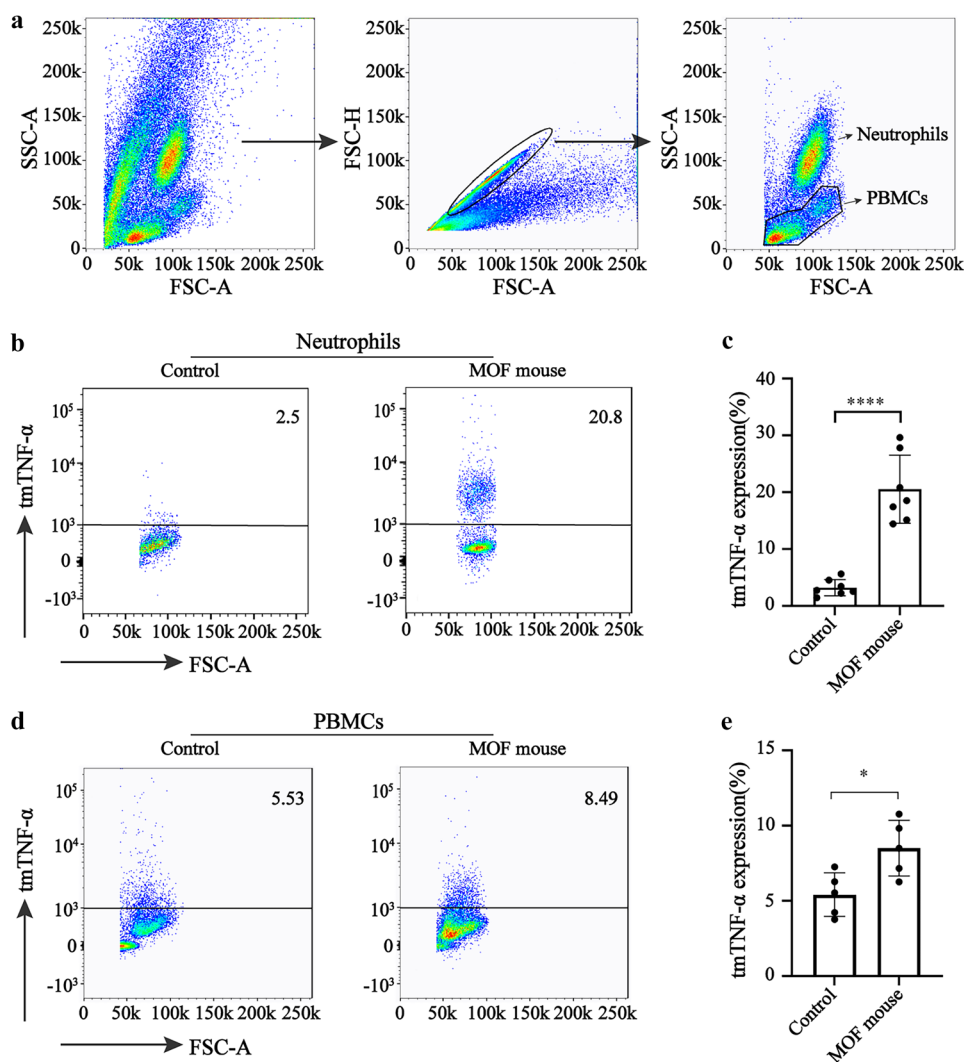 a
250k
200k
150k
100k
50k
0
SSC-A
0 50k 100k 150k 200k 250k
FSC-A
250k
200k
150k
100k
50k
0
FSC-H
0 50k 100k 150k 200k 250k
FSC-A
250k
200k
150k
100k
50k
0
SSC-A
Neutrophils
PBMCs
0 50k 100k 150k 200k 250k
FSC-A
b
Neutrophils
Control
MOF mouse
tmTNF-α
10⁵
10⁴
10³
0
-10³
2.5
0 50k 100k 150k 200k 250k
10⁵
10⁴
10³
0
-10³
20.8
0 50k 100k 150k 200k 250k
FSC-A
c
tmTNF-α expression(%)
40
30
20
10
0
****
Control
MOF mouse
d
PBMCs
Control
MOF mouse
tmTNF-α
10⁵
10⁴
10³
0
-10³
5.53
0 50k 100k 150k 200k 250k
10⁵
10⁴
10³
0
-10³
8.49
0 50k 100k 150k 200k 250k
FSC-A
e
tmTNF-α expression(%)
15
10
5
0
*
Control
MOF mouse